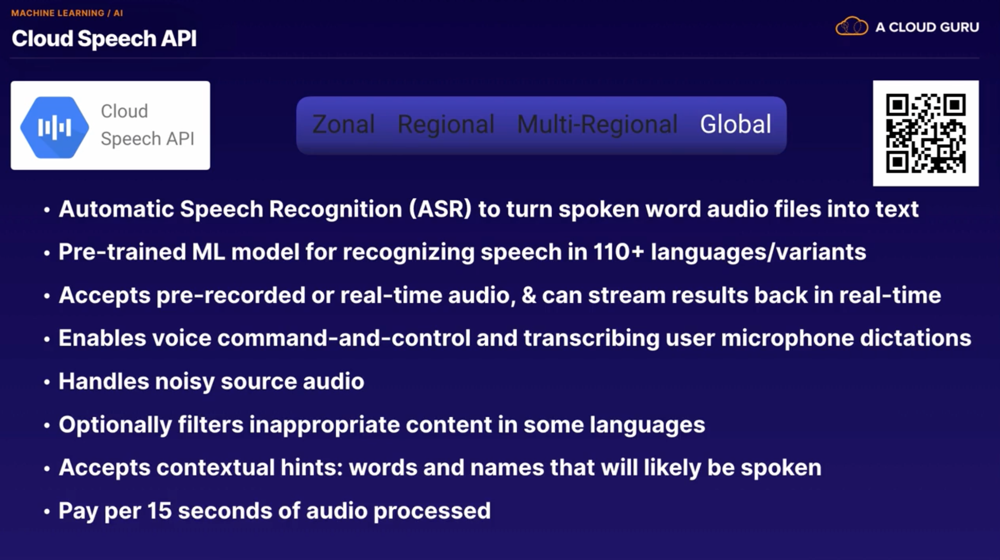 MACHINE LEARNING / AI
Cloud Speech API
A CLOUD GURU
Cloud
Speech API
Zonal Regional Multi-Regional Global
• Automatic Speech Recognition (ASR) to turn spoken word audio files into text
• Pre-trained ML model for recognizing speech in 110+ languages/variants
• Accepts pre-recorded or real-time audio, & can stream results back in real-time
• Enables voice command-and-control and transcribing user microphone dictations
• Handles noisy source audio
• Optionally filters inappropriate content in some languages
• Accepts contextual hints: words and names that will likely be spoken
• Pay per 15 seconds of audio processed